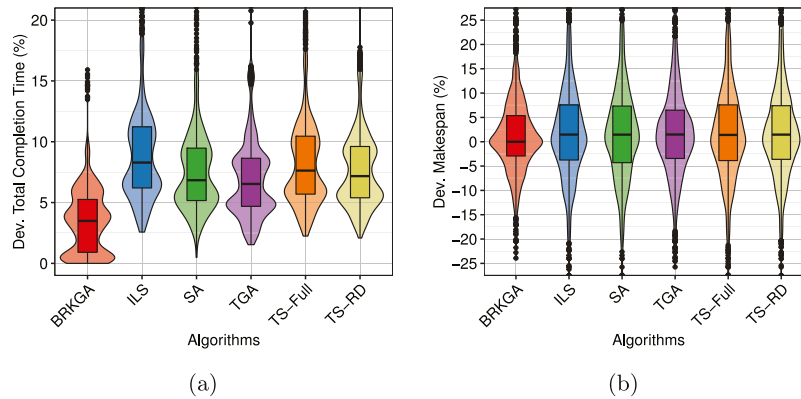 Dev. Total Completion Time (%)
20
15
10
5
0
BRKGA
ILS
SA
TGA
TS−Full
TS−RD
Algorithms
(a)
Dev. Makespan (%)
25
20
15
10
5
0
−5
−10
−15
−20
−25
BRKGA
ILS
SA
TGA
TS−Full
TS−RD
Algorithms
(b)